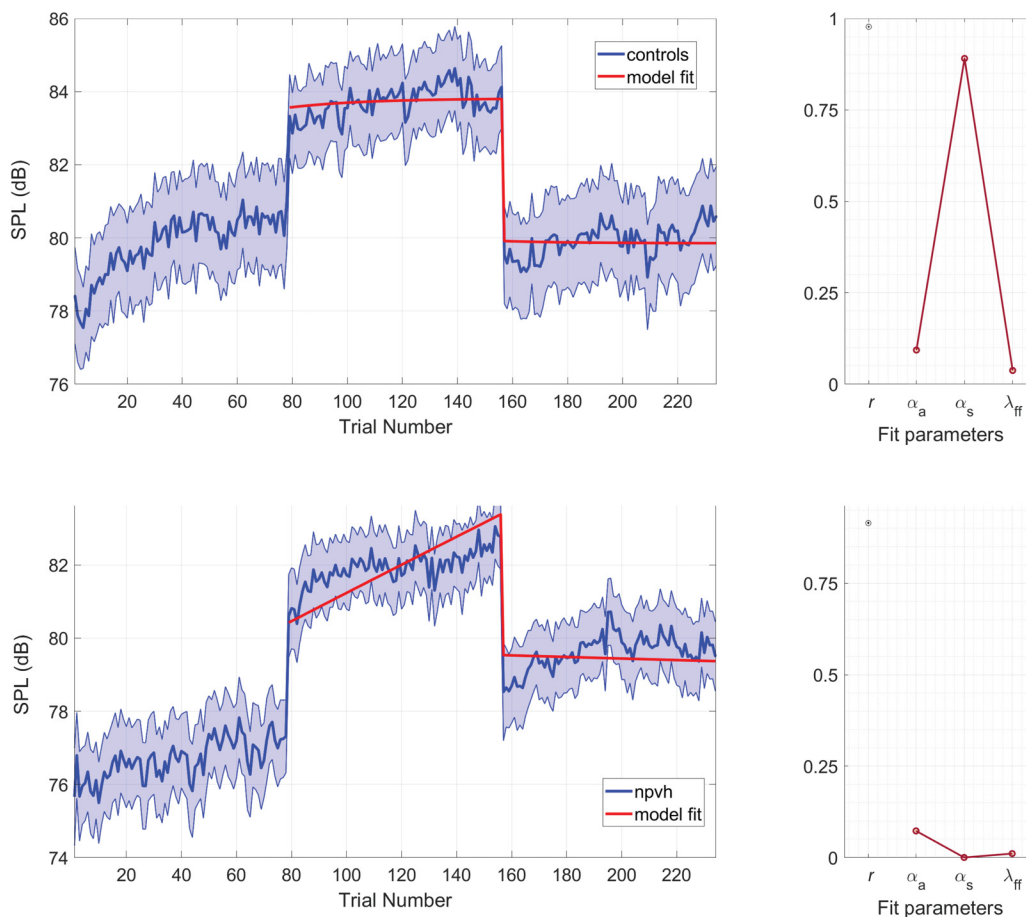 86
84
82
80
78
76
SPL (dB)
controls
model fit
20 40 60 80 100 120 140 160 180 200 220
Trial Number
1
0.75
0.5
0.25
0
r αa αs λff
Fit parameters
82
80
78
76
74
SPL (dB)
npvh
model fit
20 40 60 80 100 120 140 160 180 200 220
Trial Number
0.75
0.5
0.25
0
r αa αs λff
Fit parameters